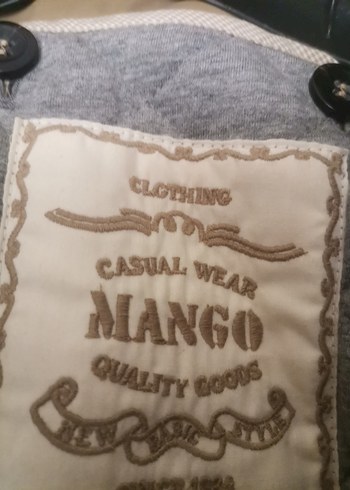 CLOTHING
CASUAL WEAR
MANGO
QUALITY GOODS
NEW BASIC STYLE